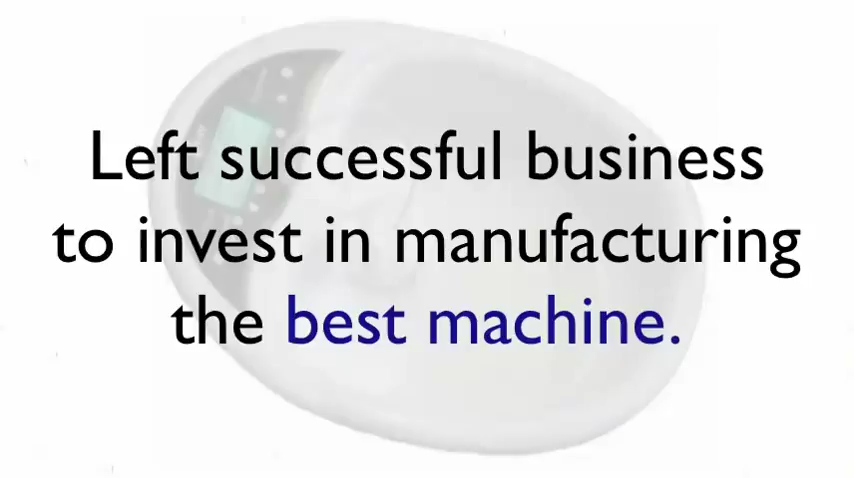 Left successful business
to invest in manufacturing
the best machine.